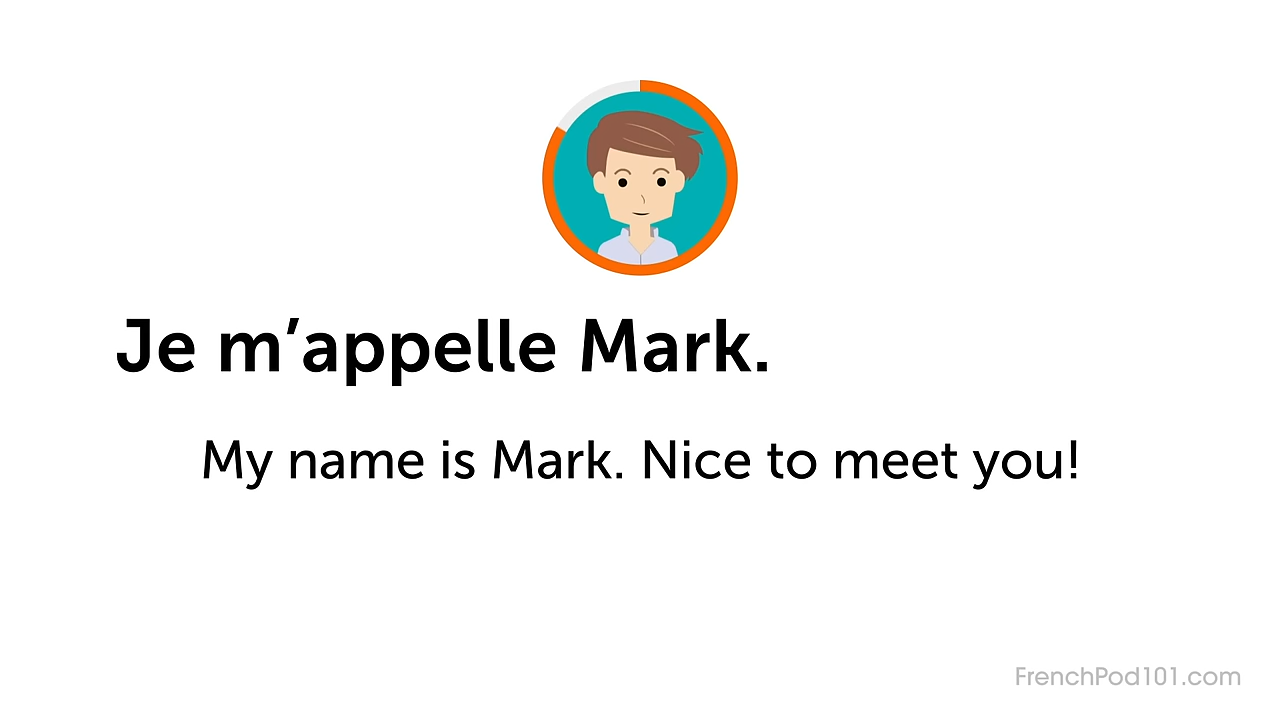 Je m’appelle Mark.
My name is Mark. Nice to meet you!
FrenchPod101.com